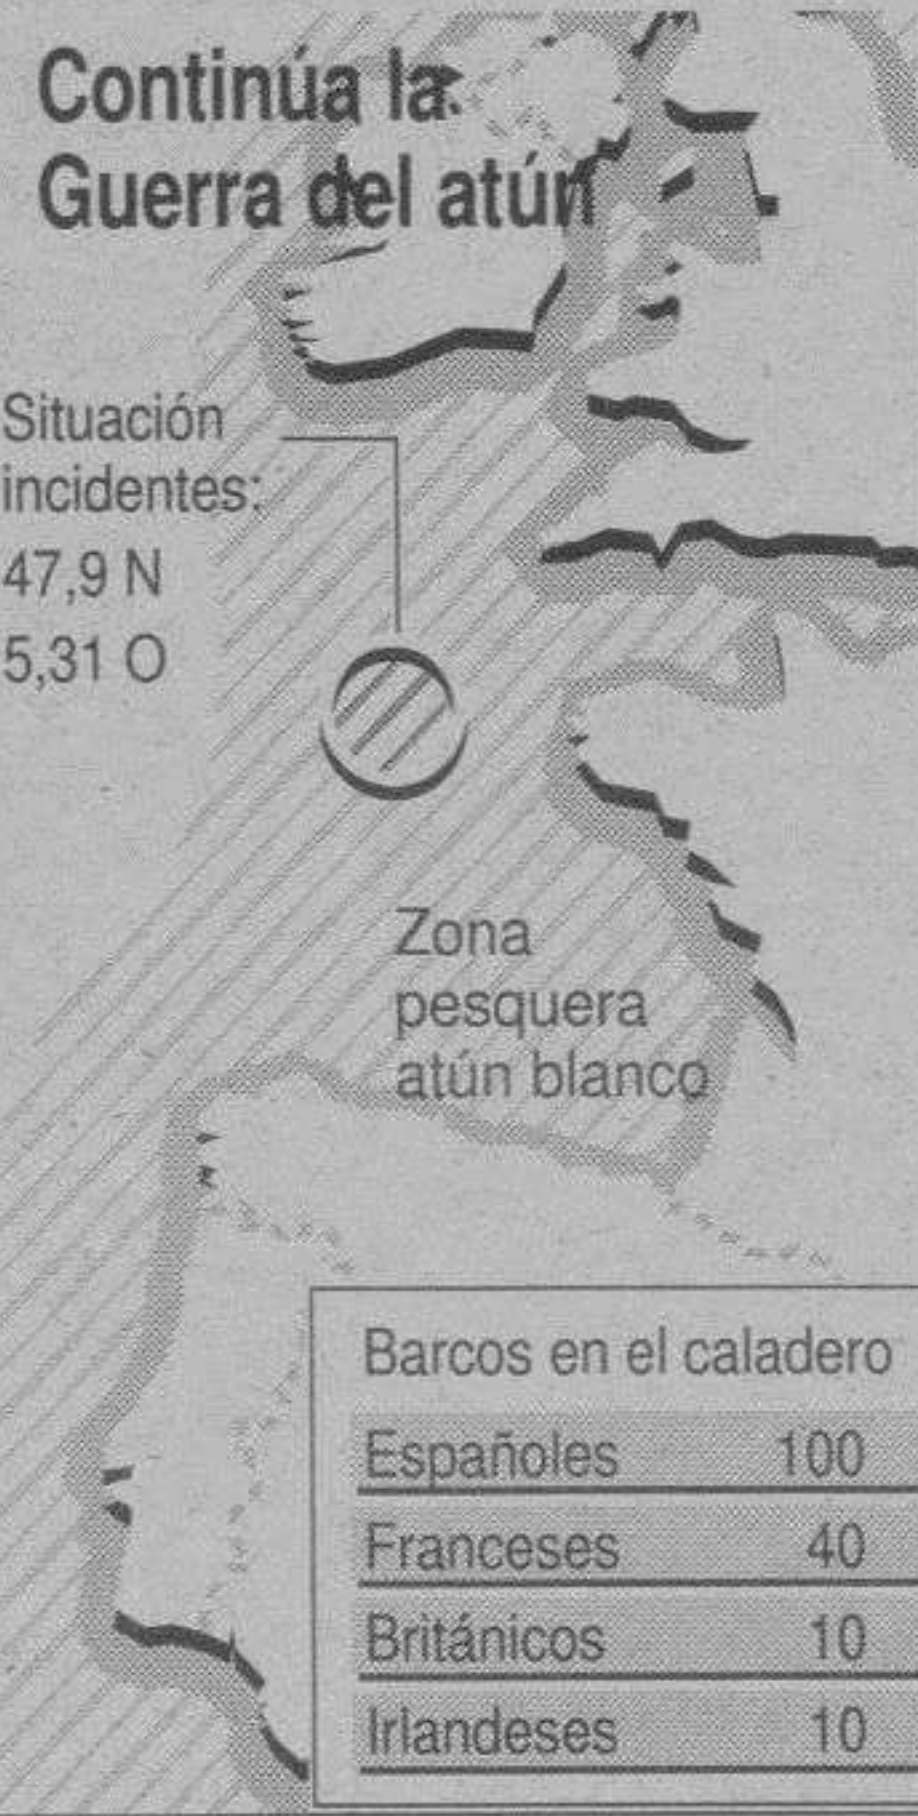 Continúa la
Guerra del atún
Situación
incidentes:
47,9 N
5,31 O
Zona
pesquera
atún blanco
Barcos en el caladero
Españoles 100
Franceses 40
Británicos 10
Irlandeses 10